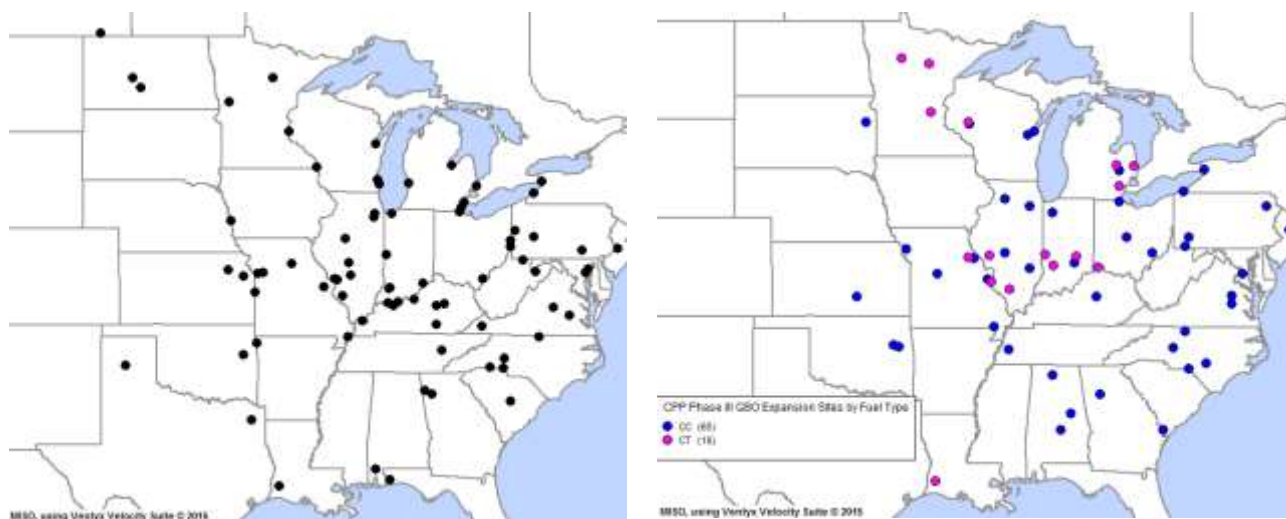 MISO, using Ventyx Velocity Suite © 2015
CPP Phase III GBO Expansion Sites by Fuel Type
CC (65)
CT (18)
MISO, using Ventyx Velocity Suite © 2015